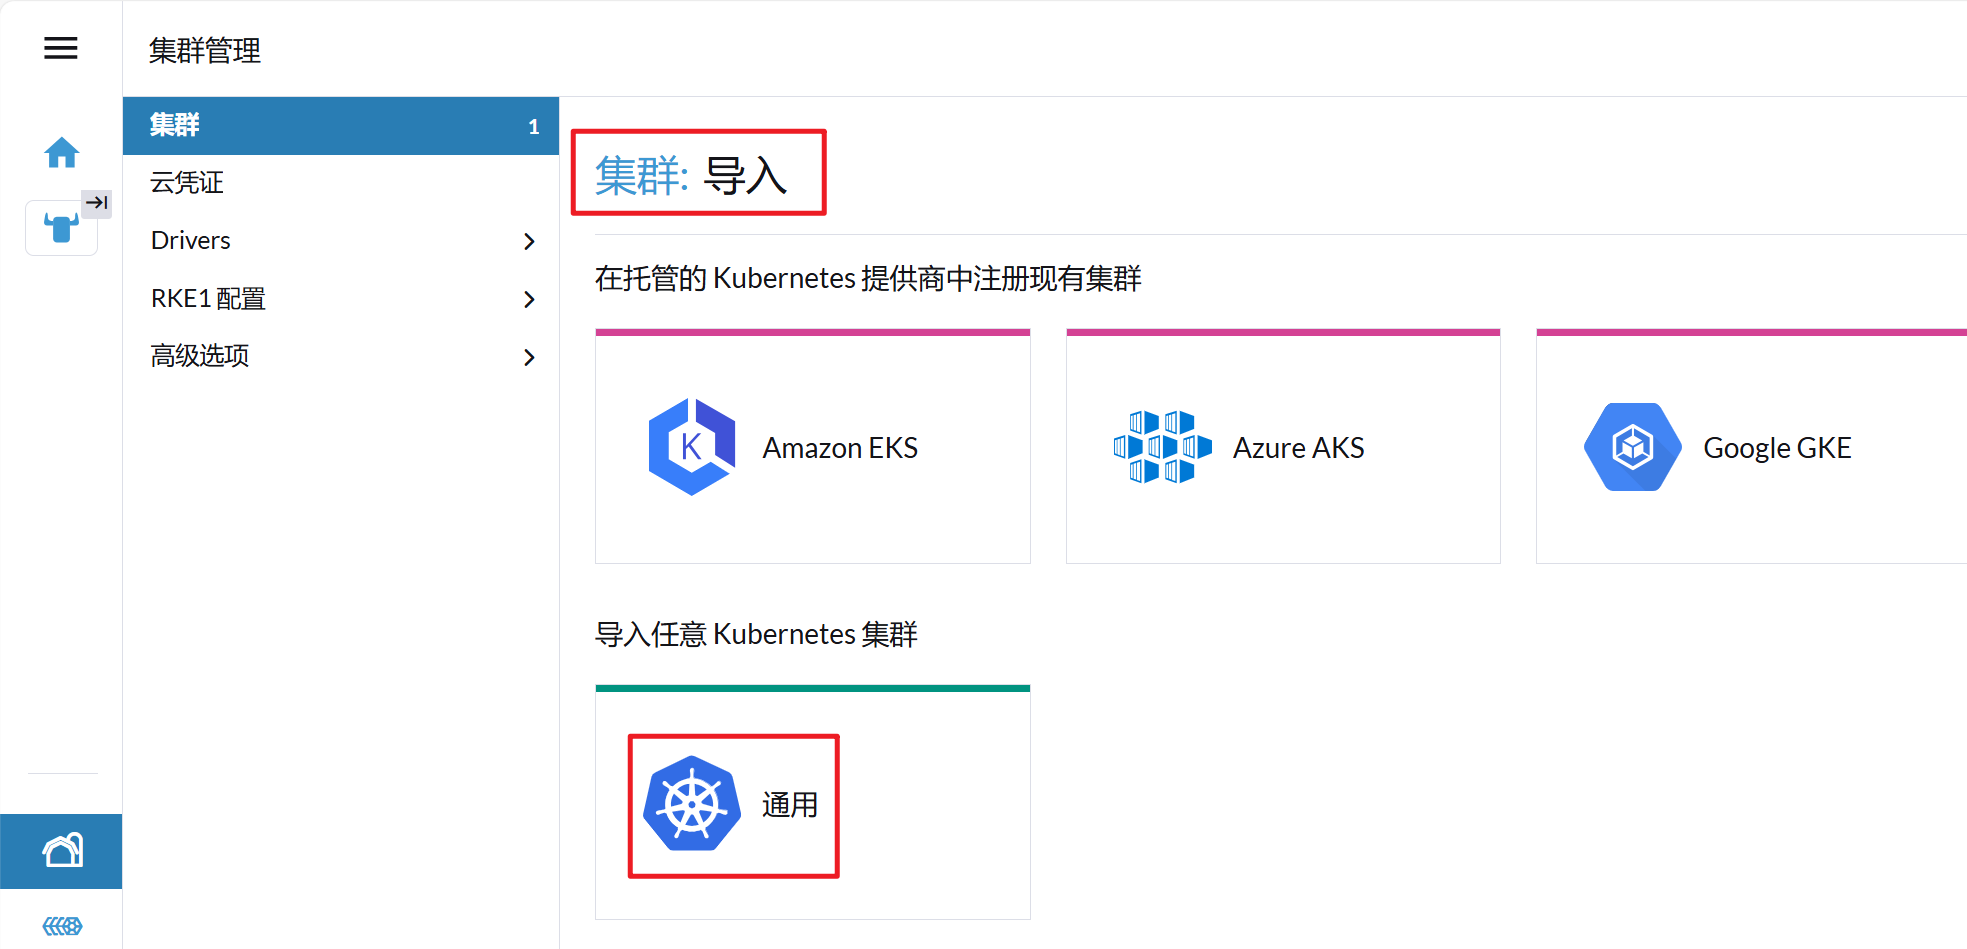 集群管理
集群 1
云凭证
Drivers
RKE1 配置
高级选项
集群: 导入
在托管的 Kubernetes 提供商中注册现有集群
K
Amazon EKS
Azure AKS
Google GKE
导入任意 Kubernetes 集群
通用